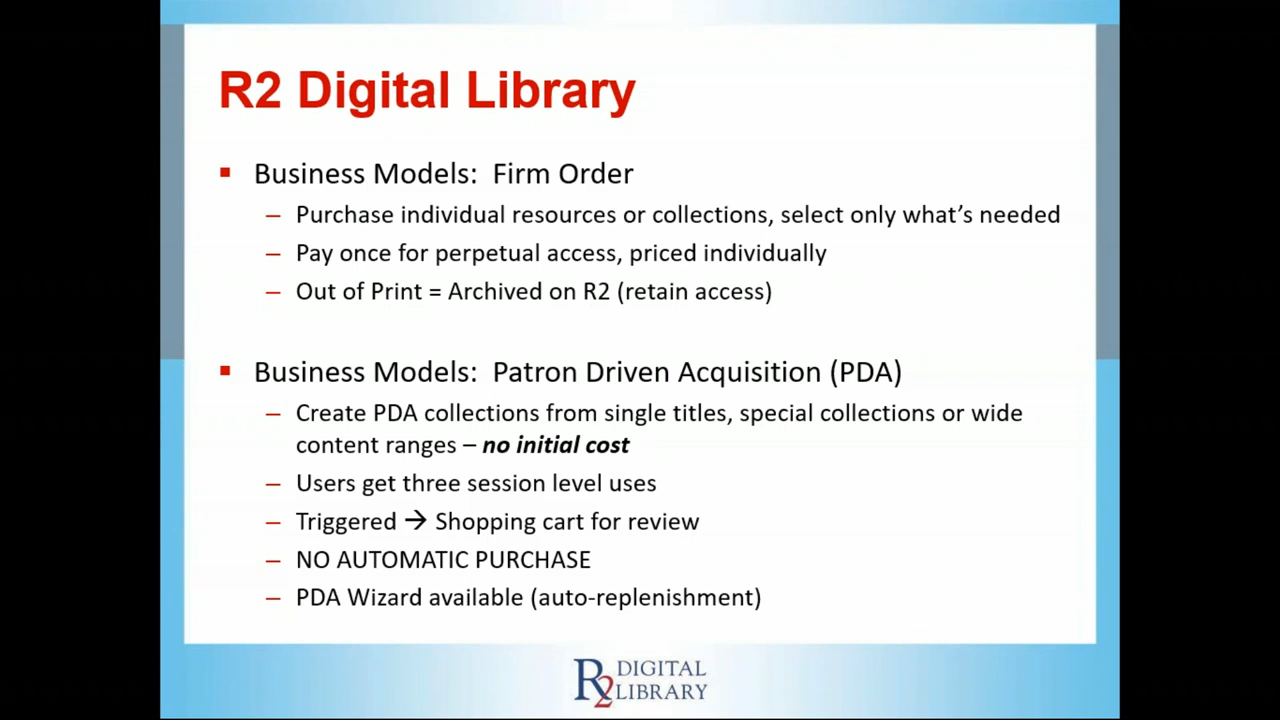 R2 Digital Library
▪ Business Models:  Firm Order
– Purchase individual resources or collections, select only what’s needed
– Pay once for perpetual access, priced individually
– Out of Print = Archived on R2 (retain access)
▪ Business Models:  Patron Driven Acquisition (PDA)
– Create PDA collections from single titles, special collections or wide
content ranges – no initial cost
– Users get three session level uses
– Triggered → Shopping cart for review
– NO AUTOMATIC PURCHASE
– PDA Wizard available (auto-replenishment)
R2 DIGITAL
LIBRARY